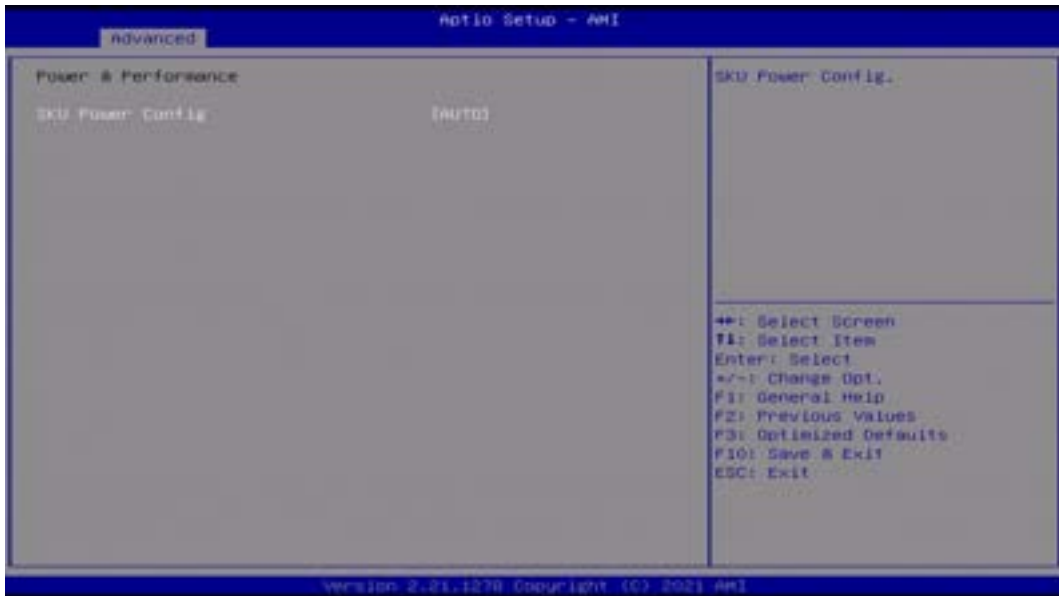 Aptio Setup - AMI
Advanced
Power & Performance
SKU Power Config [AUTO]
SKU Power Config.
→←: Select Screen
↑↓: Select Item
Enter: Select
+/-: Change Opt.
F1: General Help
F2: Previous Values
F3: Optimized Defaults
F10: Save & Exit
ESC: Exit
Version 2.21.1278 Copyright (C) 2021 AMI